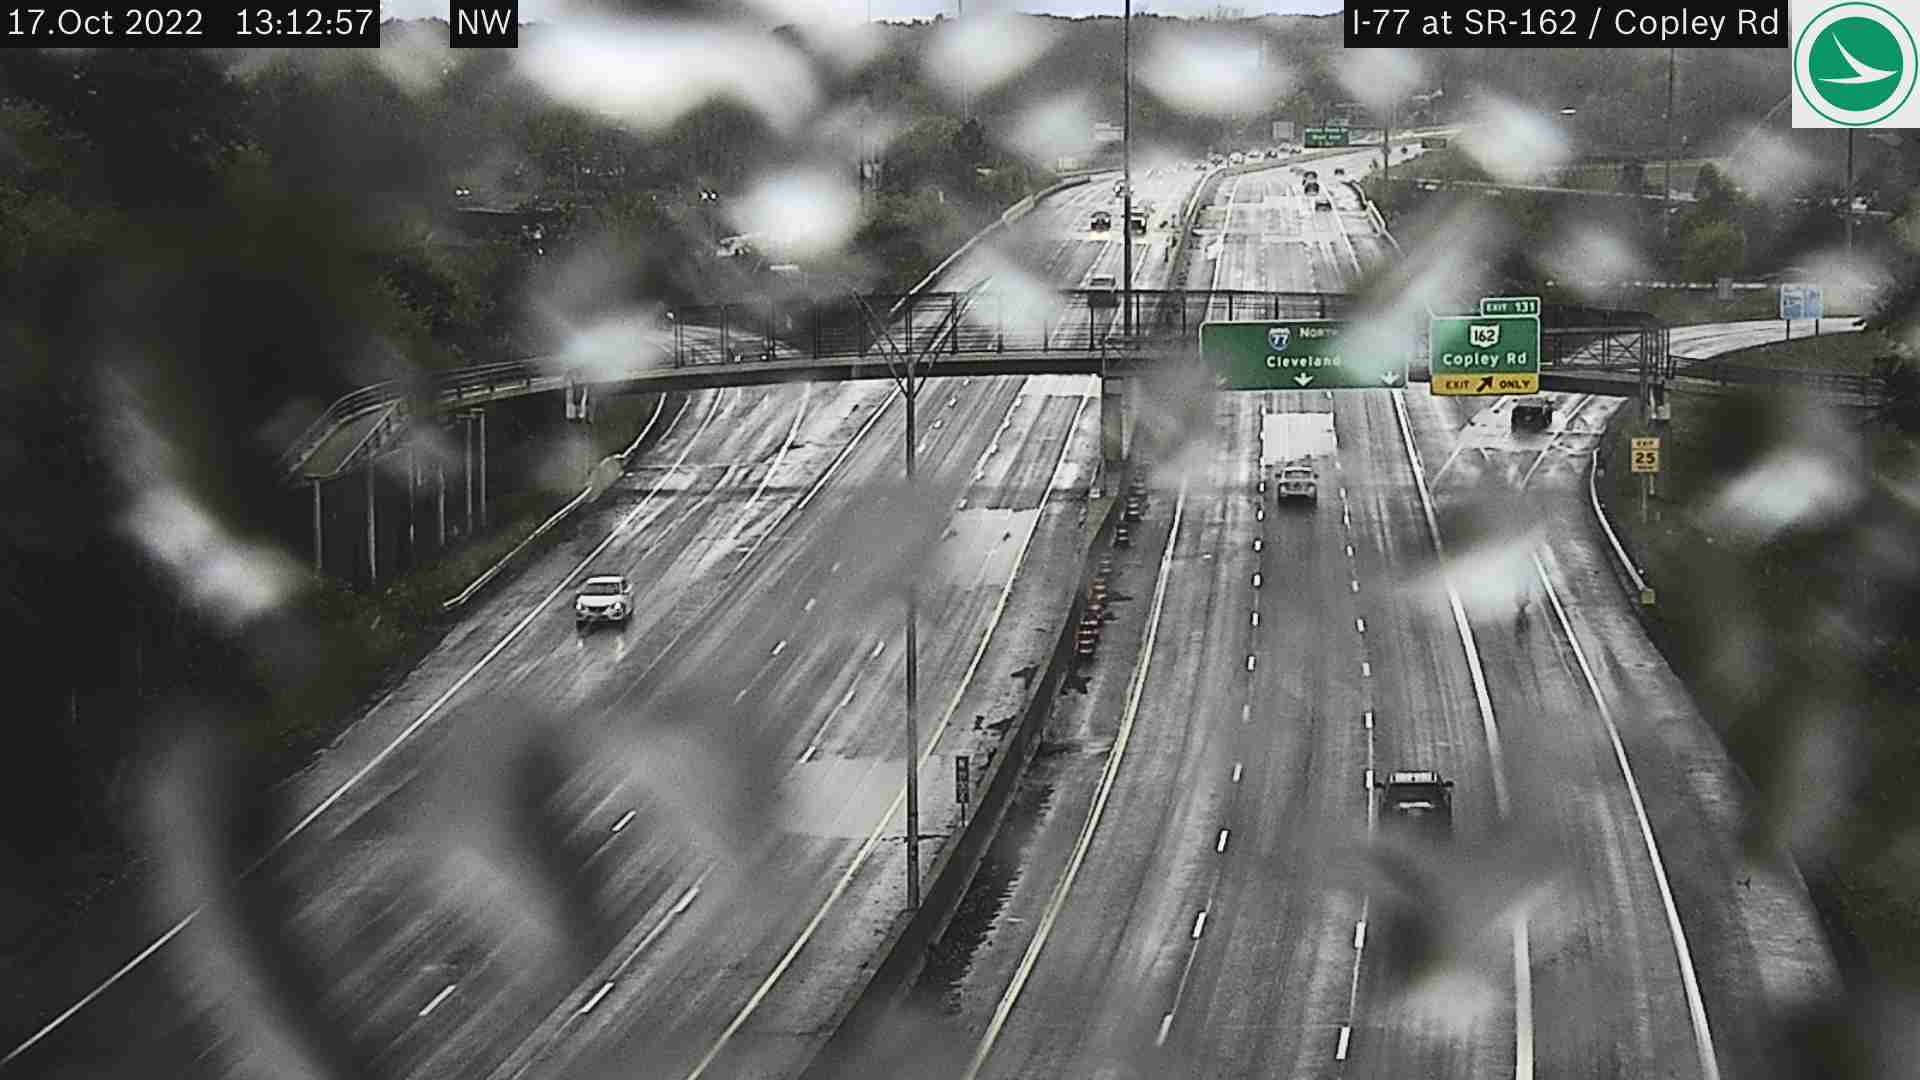 17.Oct 2022 13:12:57
NW
I-77 at SR-162 / Copley Rd
EXIT 131
77 NORTH
Cleveland
162
Copley Rd
EXIT ONLY
EXIT
25